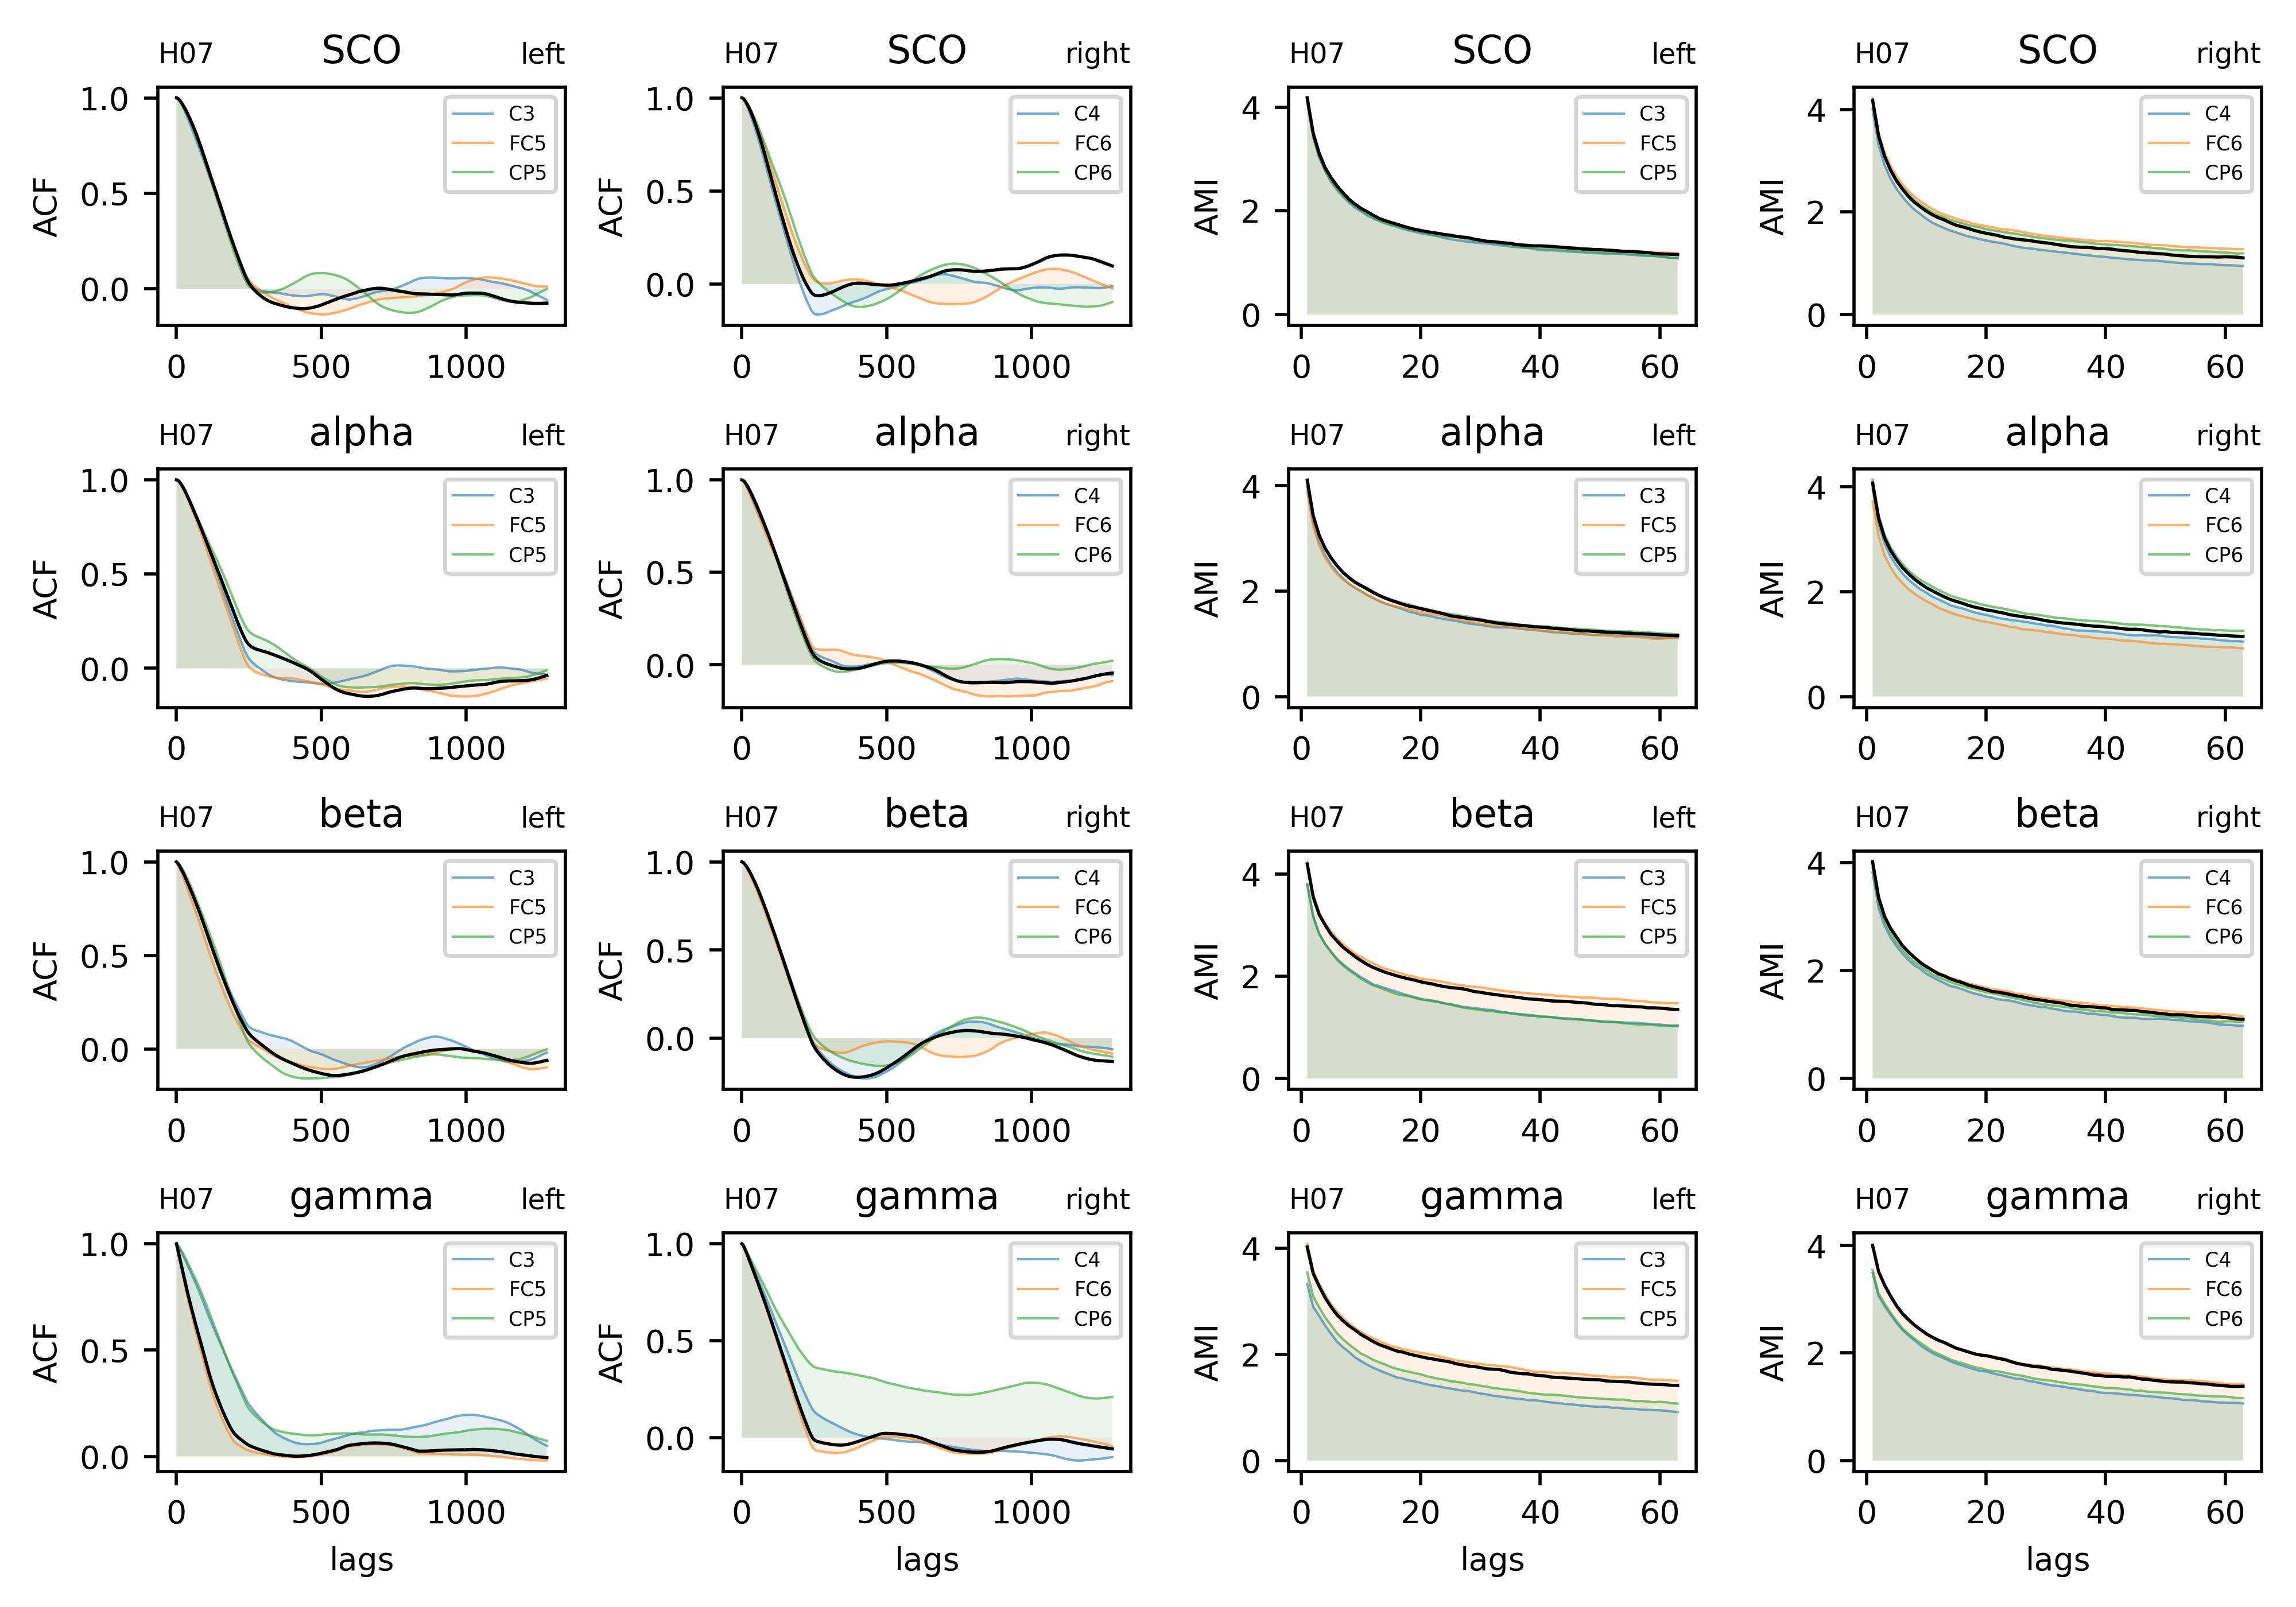 H07 SCO left
ACF
1.0
0.5
0.0
C3
FC5
CP5
0 500 1000
H07 SCO right
ACF
1.0
0.5
0.0
C4
FC6
CP6
0 500 1000
H07 SCO left
AMI
4
2
0
C3
FC5
CP5
0 20 40 60
H07 SCO right
AMI
4
2
0
C4
FC6
CP6
0 20 40 60
H07 alpha left
ACF
1.0
0.5
0.0
C3
FC5
CP5
0 500 1000
H07 alpha right
ACF
1.0
0.5
0.0
C4
FC6
CP6
0 500 1000
H07 alpha left
AMI
4
2
0
C3
FC5
CP5
0 20 40 60
H07 alpha right
AMI
4
2
0
C4
FC6
CP6
0 20 40 60
H07 beta left
ACF
1.0
0.5
0.0
C3
FC5
CP5
0 500 1000
H07 beta right
ACF
1.0
0.5
0.0
C4
FC6
CP6
0 500 1000
H07 beta left
AMI
4
2
0
C3
FC5
CP5
0 20 40 60
H07 beta right
AMI
4
2
0
C4
FC6
CP6
0 20 40 60
H07 gamma left
ACF
1.0
0.5
0.0
C3
FC5
CP5
0 500 1000
lags
H07 gamma right
ACF
1.0
0.5
0.0
C4
FC6
CP6
0 500 1000
lags
H07 gamma left
AMI
4
2
0
C3
FC5
CP5
0 20 40 60
lags
H07 gamma right
AMI
4
2
0
C4
FC6
CP6
0 20 40 60
lags